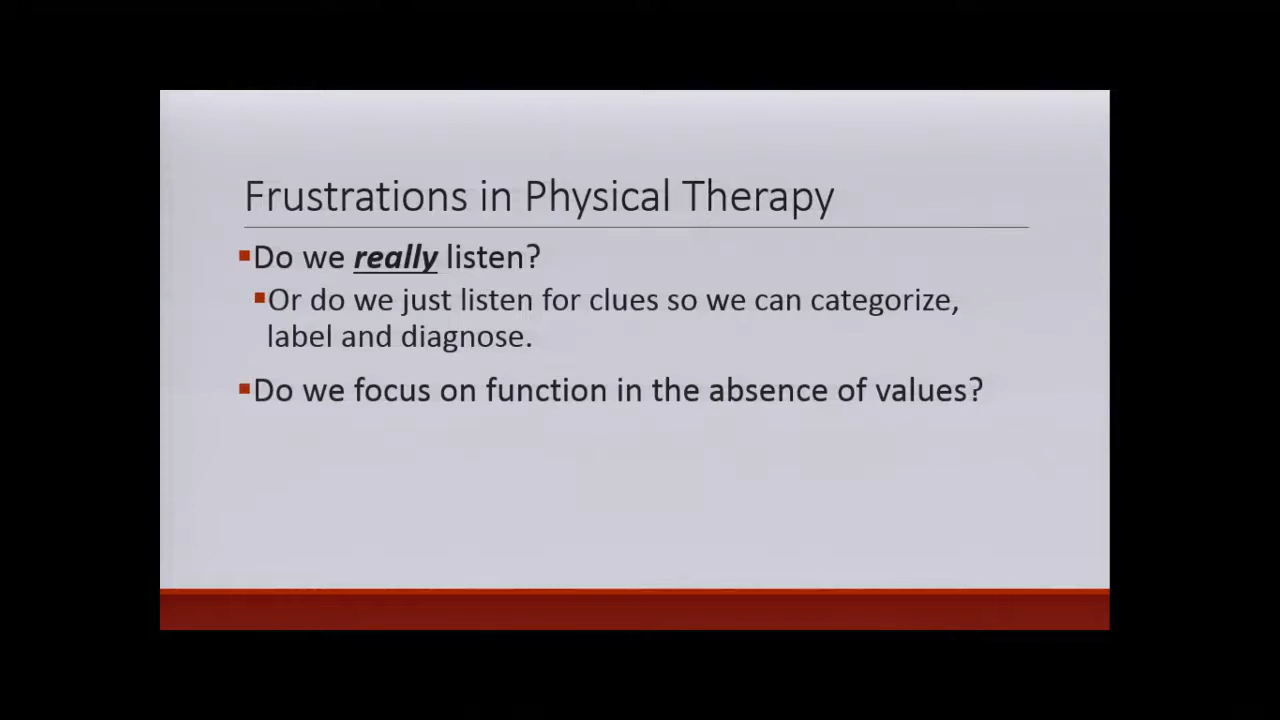 Frustrations in Physical Therapy
Do we really listen?
Or do we just listen for clues so we can categorize,
label and diagnose.
Do we focus on function in the absence of values?